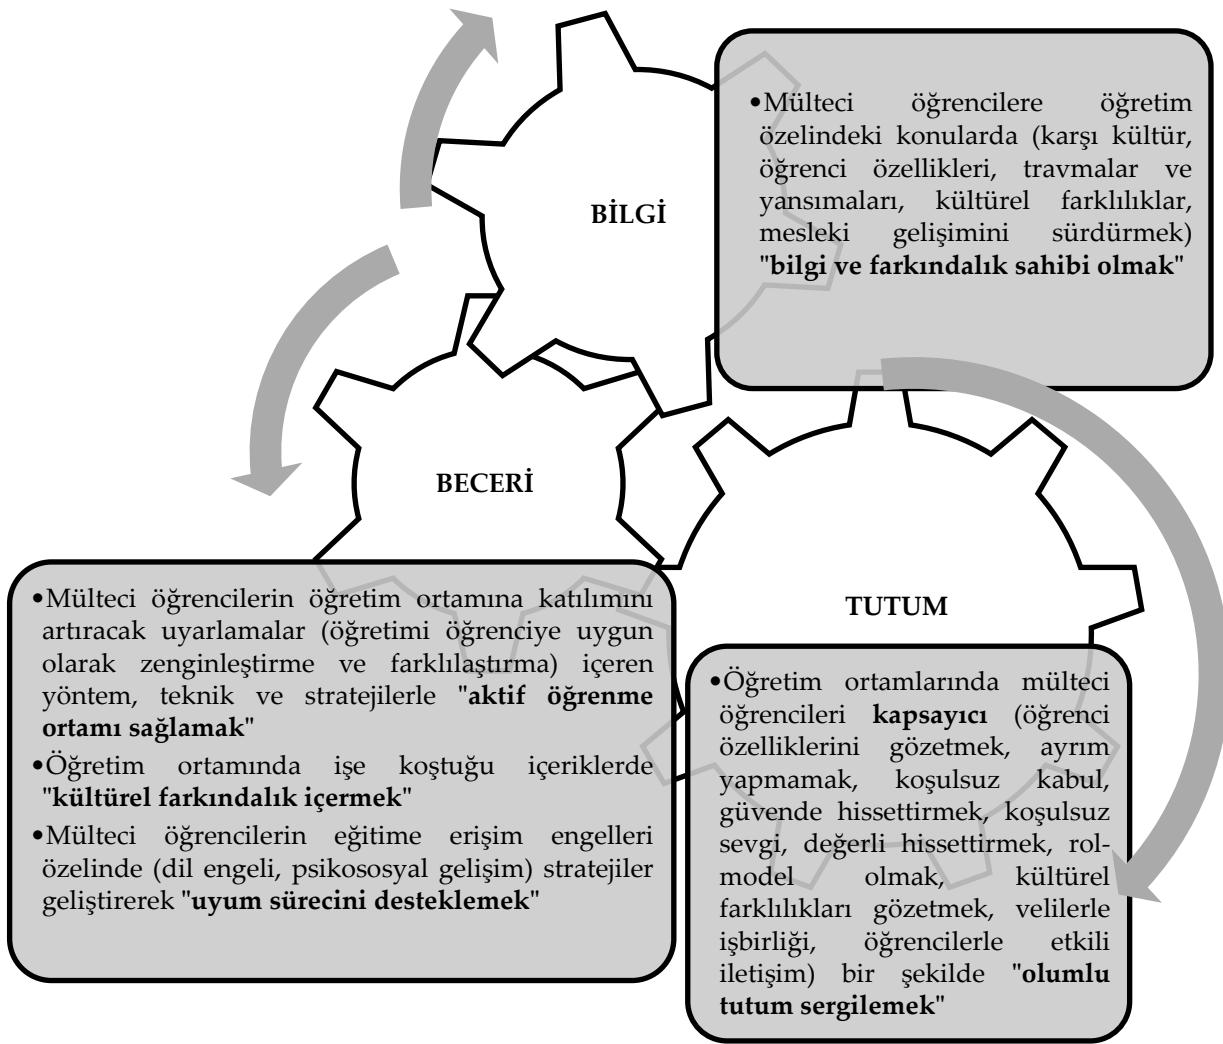 BİLGİ
•Mülteci öğrencilere öğretim
özelindeki konularda (karşı kültür,
öğrenci özellikleri, travmalar ve
yansımaları, kültürel farklılıklar,
mesleki gelişimini sürdürmek)
"bilgi ve farkındalık sahibi olmak"
BECERİ
•Mülteci öğrencilerin öğretim ortamına katılımını
artıracak uyarlamalar (öğretimi öğrenciye uygun
olarak zenginleştirme ve farklılaştırma) içeren
yöntem, teknik ve stratejilerle "aktif öğrenme
ortamı sağlamak"
•Öğretim ortamında işe koştuğu içeriklerde
"kültürel farkındalık içermek"
•Mülteci öğrencilerin eğitime erişim engelleri
özelinde (dil engeli, psikososyal gelişim) stratejiler
geliştirerek "uyum sürecini desteklemek"
TUTUM
•Öğretim ortamlarında mülteci
öğrencileri kapsayıcı (öğrenci
özelliklerini gözetmek, ayrım
yapmamak, koşulsuz kabul,
güvende hissettirmek, koşulsuz
sevgi, değerli hissettirmek, rol-
model olmak, kültürel
farklılıkları gözetmek, velilerle
işbirliği, öğrencilerle etkili
iletişim) bir şekilde "olumlu
tutum sergilemek"